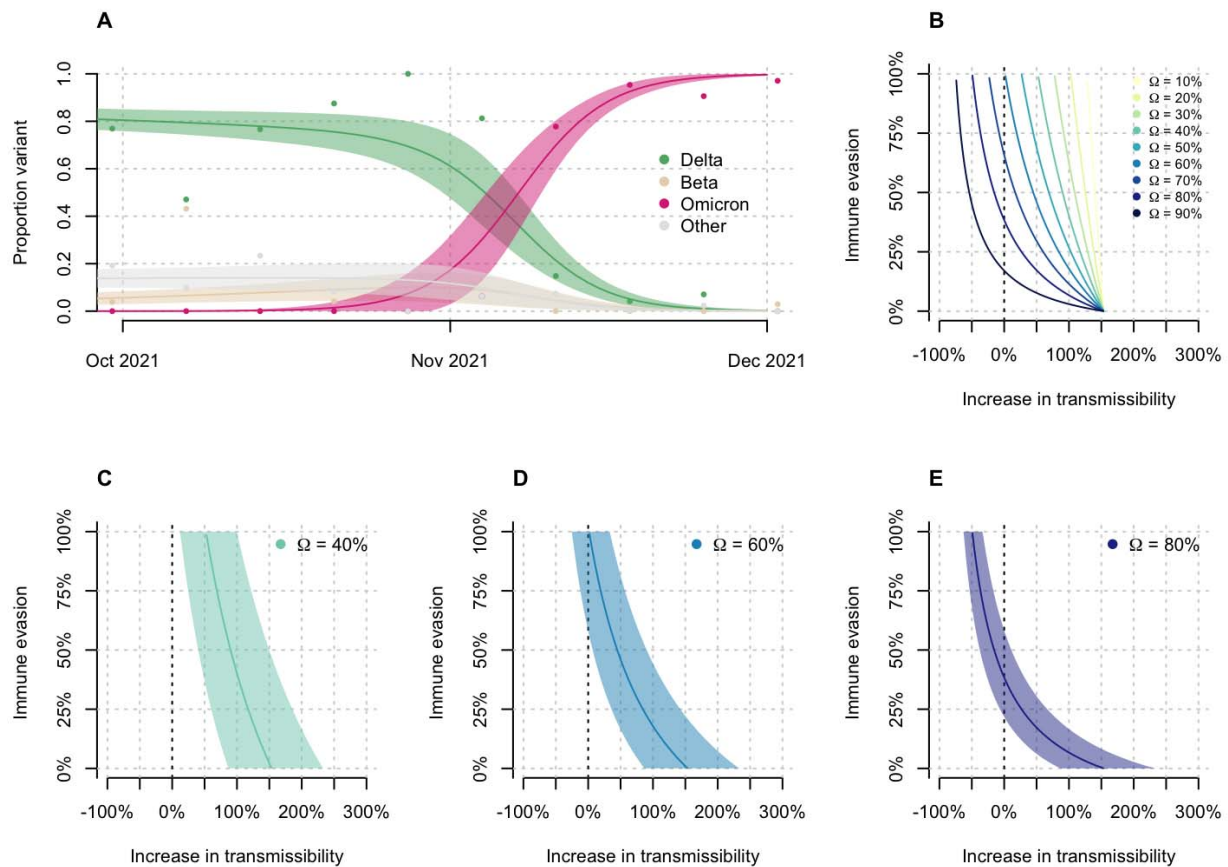 A
Proportion variant
1.0
0.8
0.6
0.4
0.2
0.0
Delta
Beta
Omicron
Other
Oct 2021
Nov 2021
Dec 2021
B
Immune evasion
100%
75%
50%
25%
0%
Ω = 10%
Ω = 20%
Ω = 30%
Ω = 40%
Ω = 50%
Ω = 60%
Ω = 70%
Ω = 80%
Ω = 90%
-100% 0% 100% 200% 300%
Increase in transmissibility
C
Immune evasion
100%
75%
50%
25%
0%
Ω = 40%
-100% 0% 100% 200% 300%
Increase in transmissibility
D
Immune evasion
100%
75%
50%
25%
0%
Ω = 60%
-100% 0% 100% 200% 300%
Increase in transmissibility
E
Immune evasion
100%
75%
50%
25%
0%
Ω = 80%
-100% 0% 100% 200% 300%
Increase in transmissibility